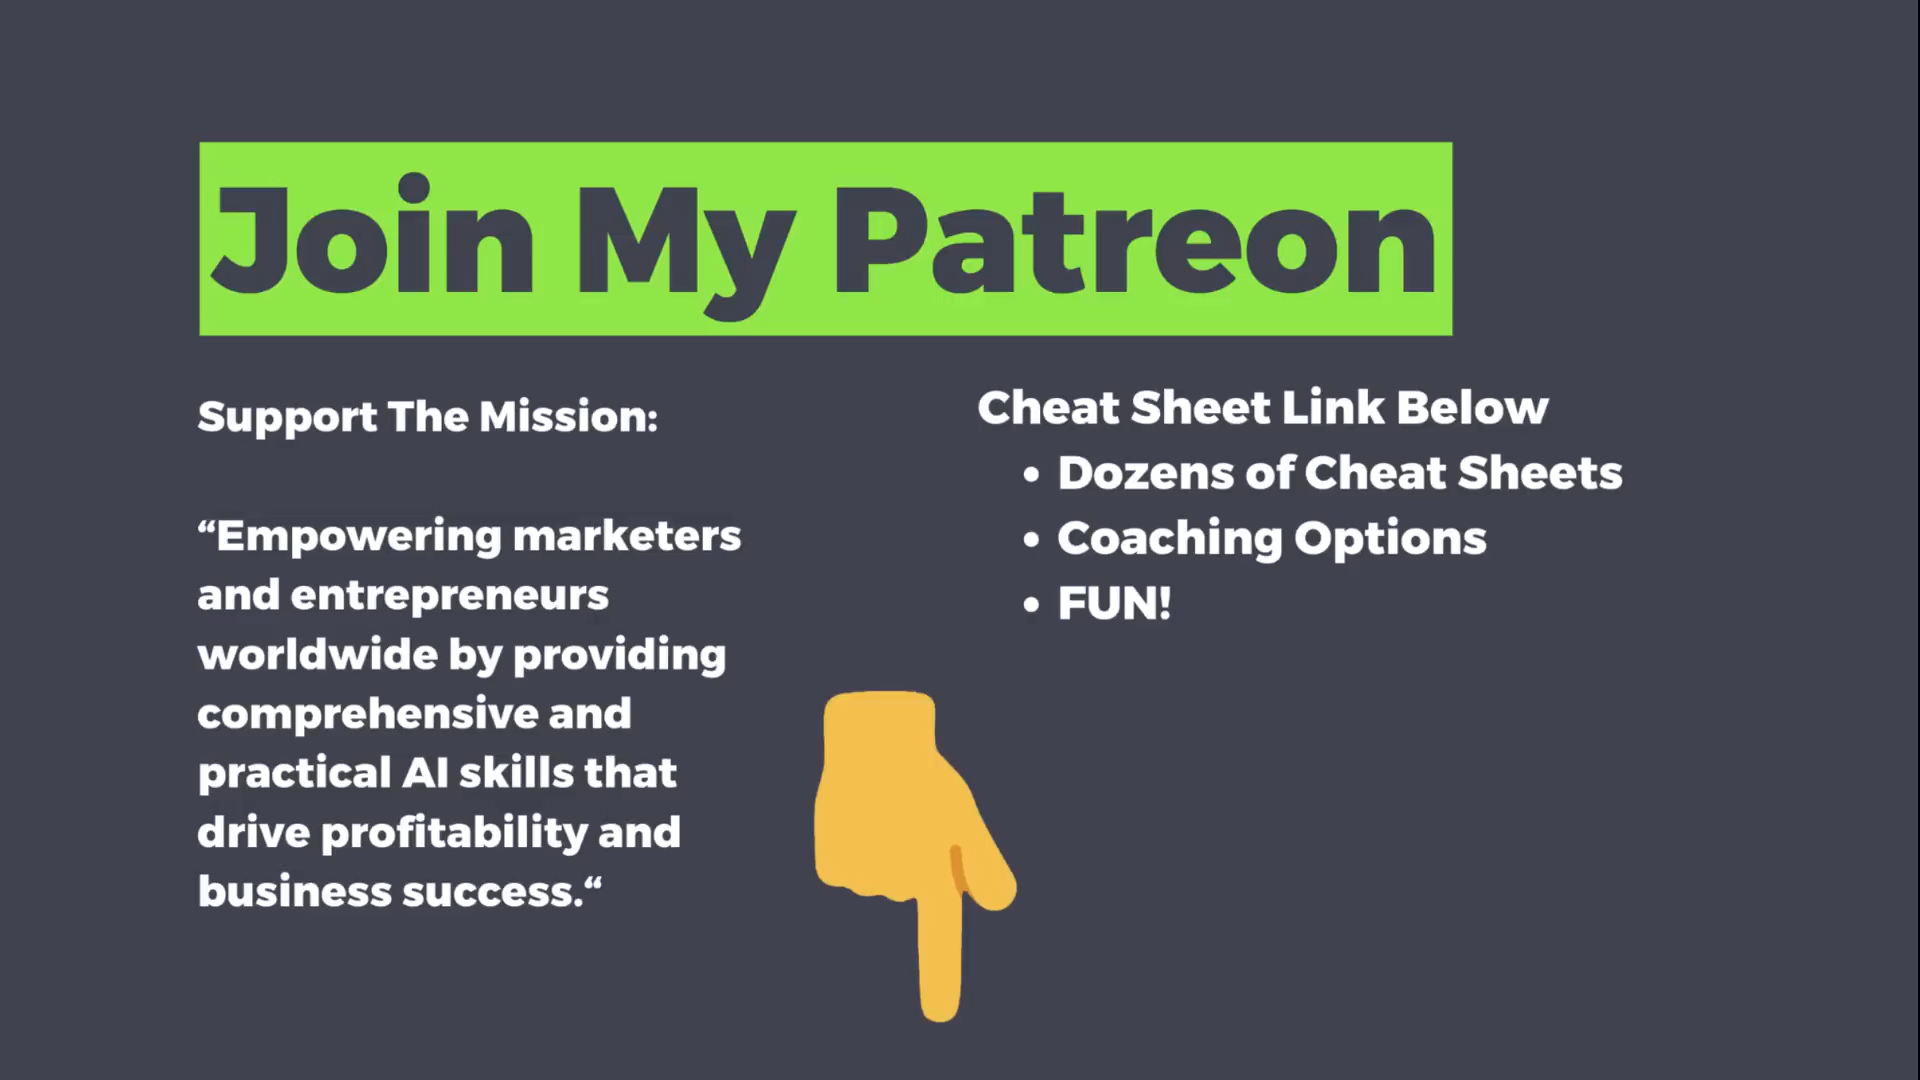 Join My Patreon
Support The Mission:
“Empowering marketers
and entrepreneurs
worldwide by providing
comprehensive and
practical AI skills that
drive profitability and
business success.“
Cheat Sheet Link Below
• Dozens of Cheat Sheets
• Coaching Options
• FUN!